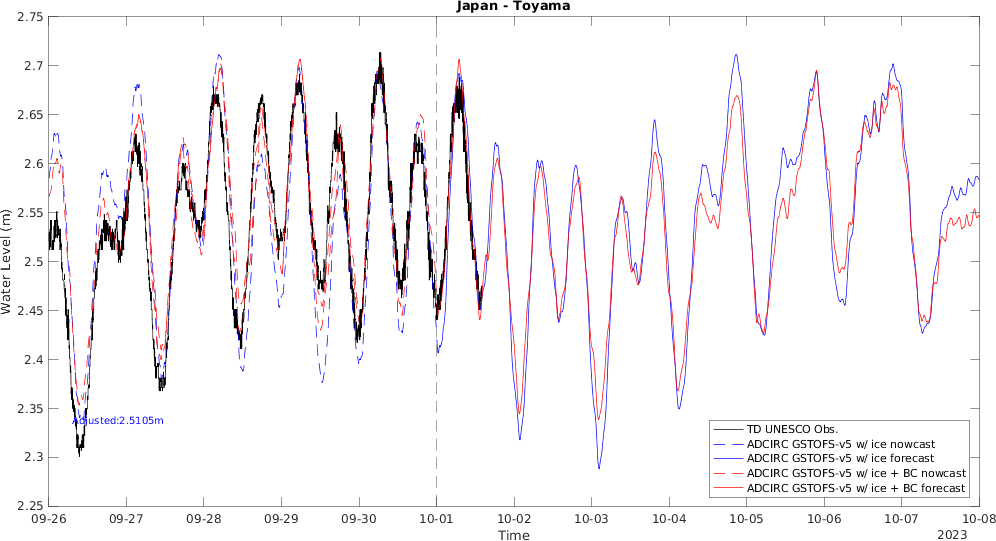 Japan - Toyama
Water Level (m)
2.75
2.7
2.65
2.6
2.55
2.5
2.45
2.4
2.35
2.3
2.25
Adjusted:2.5105m
TD UNESCO Obs.
ADCIRC GSTOFS-v5 w/ ice nowcast
ADCIRC GSTOFS-v5 w/ ice forecast
ADCIRC GSTOFS-v5 w/ ice + BC nowcast
ADCIRC GSTOFS-v5 w/ ice + BC forecast
09-26 09-27 09-28 09-29 09-30 10-01 10-02 10-03 10-04 10-05 10-06 10-07 10-08
Time
2023